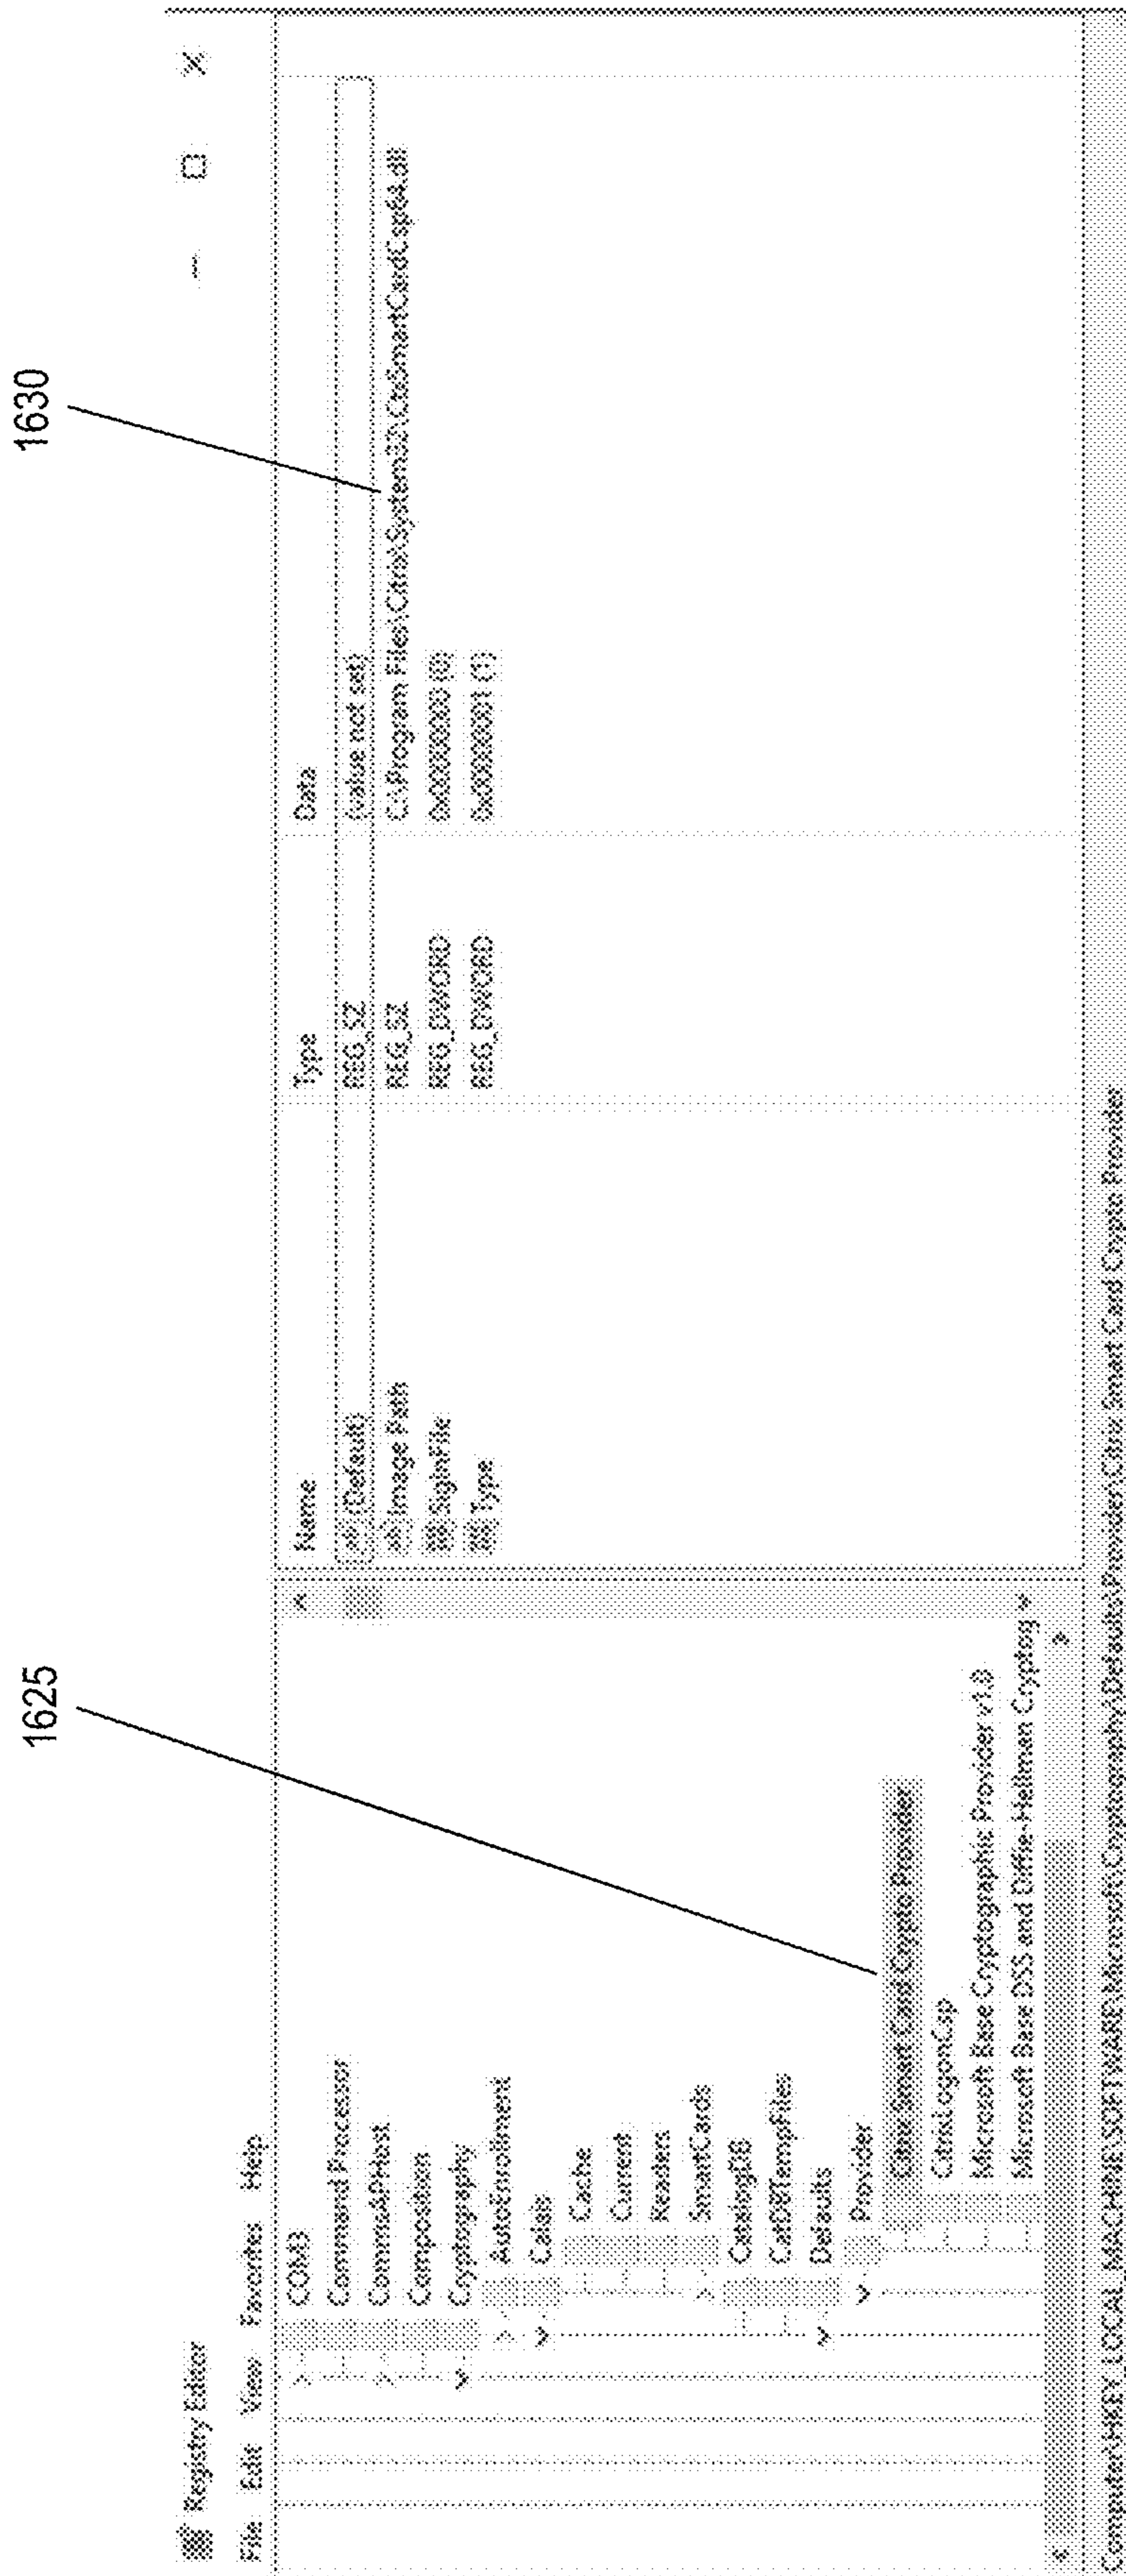 1625
1630
Registry Editor
File Edit View Favorites Help
COM3
Command Processor
CommsAPHost
Composition
Cryptography
AutoEnrollment
Calais
Cache
Current
Readers
SmartCards
CatalogDB
CatDBTempFiles
Defaults
Provider
Citrix Smart Card Crypto Provider
CitrixLogonCsp
Microsoft Base Cryptographic Provider v1.0
Microsoft Base DSS and Diffie-Hellman Cryptog
Name Type Data
(Default) REG_SZ (value not set)
Image Path REG_SZ C:\Program Files\Citrix\System32\CtxSmartCardCsp64.dll
SiginFile REG_DWORD 0x00000000 (0)
Type REG_DWORD 0x00000001 (1)
Computer\HKEY_LOCAL_MACHINE\SOFTWARE\Microsoft\Cryptography\Defaults\Provider\Citrix Smart Card Crypto Provider